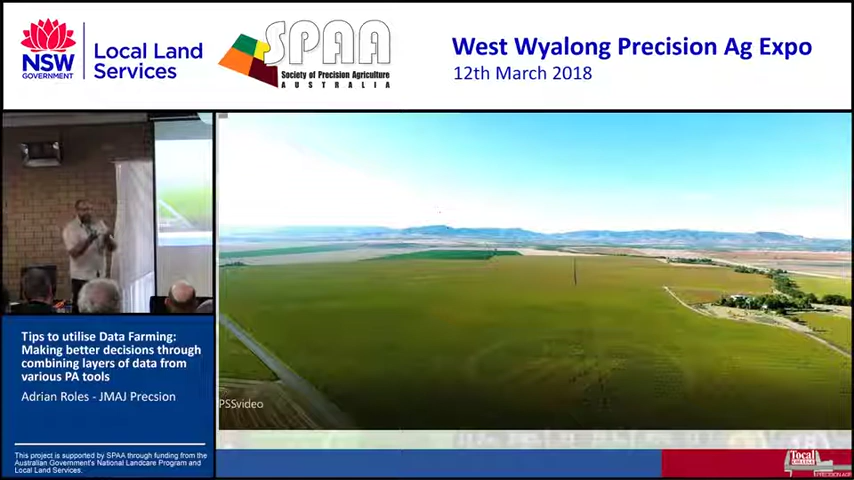 NSW
GOVERNMENT
Local Land
Services
SPAA
Society of Precision Agriculture
AUSTRALIA
West Wyalong Precision Ag Expo
12th March 2018
Tips to utilise Data Farming:
Making better decisions through
combining layers of data from
various PA tools
Adrian Roles - JMAJ Precsion
PSSvideo
This project is supported by SPAA through funding from the
Australian Government's National Landcare Program and
Local Land Services.
Tocal
COLLEGE